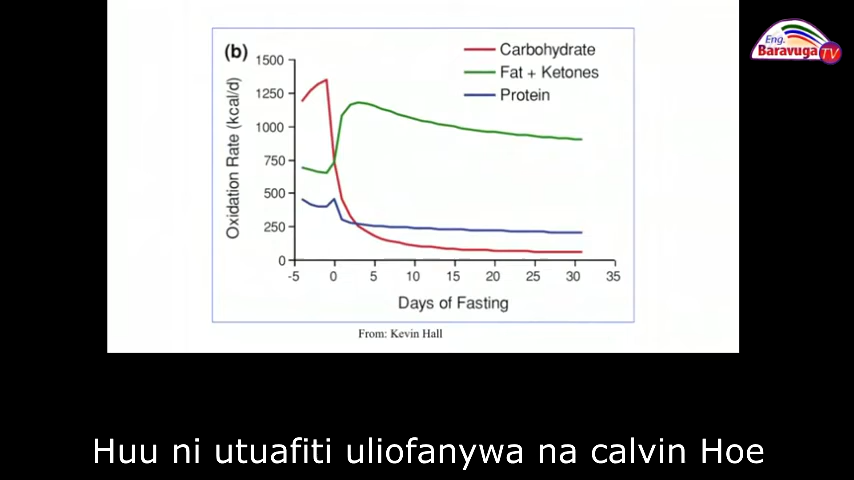 (b)
Carbohydrate
Fat + Ketones
Protein
Oxidation Rate (kcal/d)
1500
1250
1000
750
500
250
0
-5 0 5 10 15 20 25 30 35
Days of Fasting
From: Kevin Hall
Eng.
Baravuga TV
Huu ni utuafiti uliofanywa na calvin Hoe